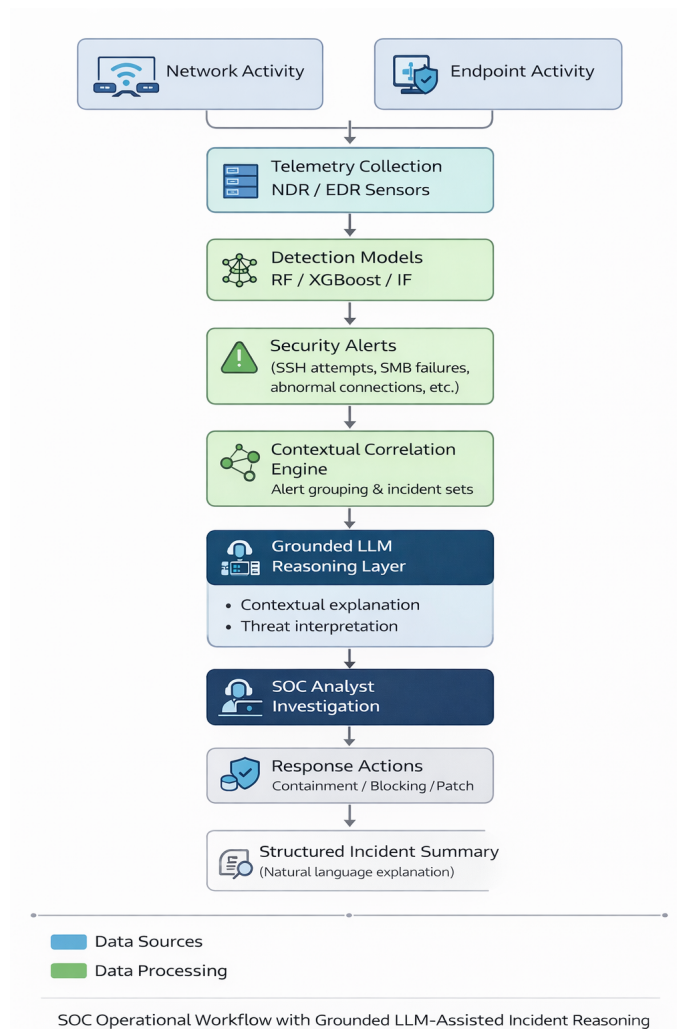 Network Activity
Endpoint Activity
Telemetry Collection
NDR / EDR Sensors
Detection Models
RF / XGBoost / IF
Security Alerts
(SSH attempts, SMB failures,
abnormal connections, etc.)
Contextual Correlation
Engine
Alert grouping & incident sets
Grounded LLM
Reasoning Layer
• Contextual explanation
• Threat interpretation
SOC Analyst
Investigation
Response Actions
Containment / Blocking / Patch
Structured Incident Summary
(Natural language explanation)
Data Sources
Data Processing
SOC Operational Workflow with Grounded LLM-Assisted Incident Reasoning